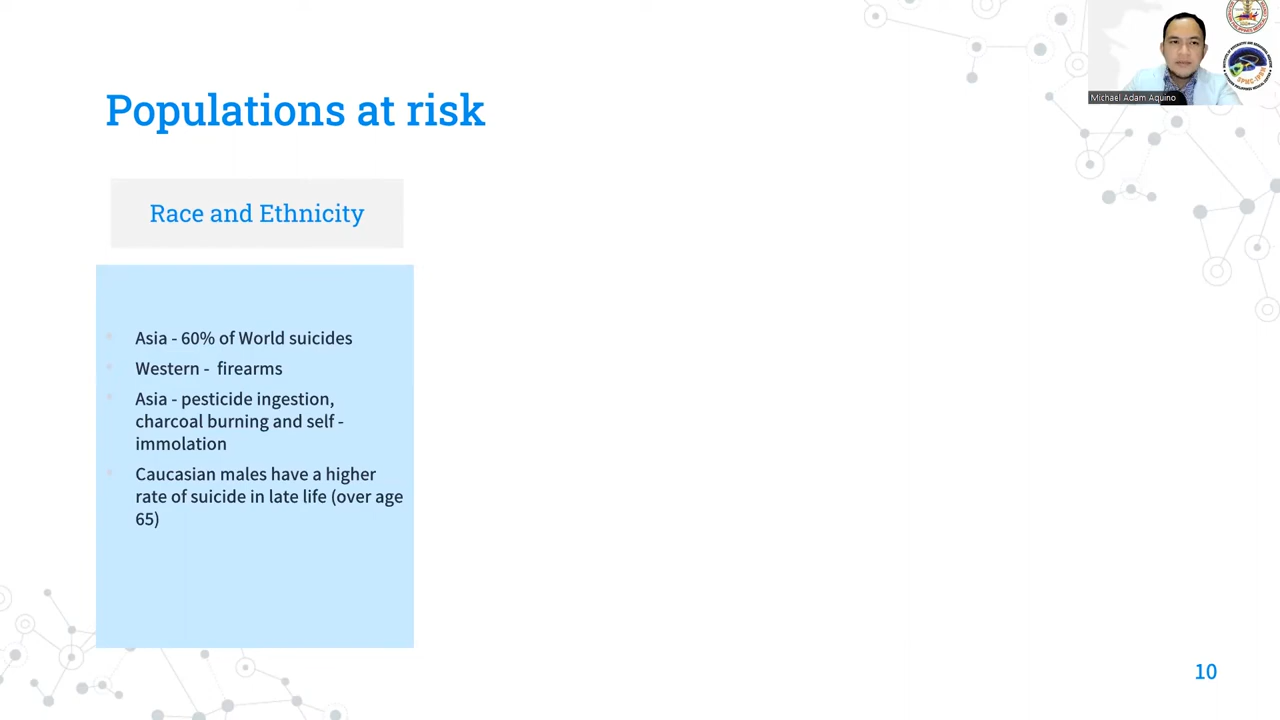 Populations at risk
Michael Adam Aquino
Race and Ethnicity
Asia - 60% of World suicides
Western - firearms
Asia - pesticide ingestion,
charcoal burning and self -
immolation
Caucasian males have a higher
rate of suicide in late life (over age
65)
10
SPMC-IPBM